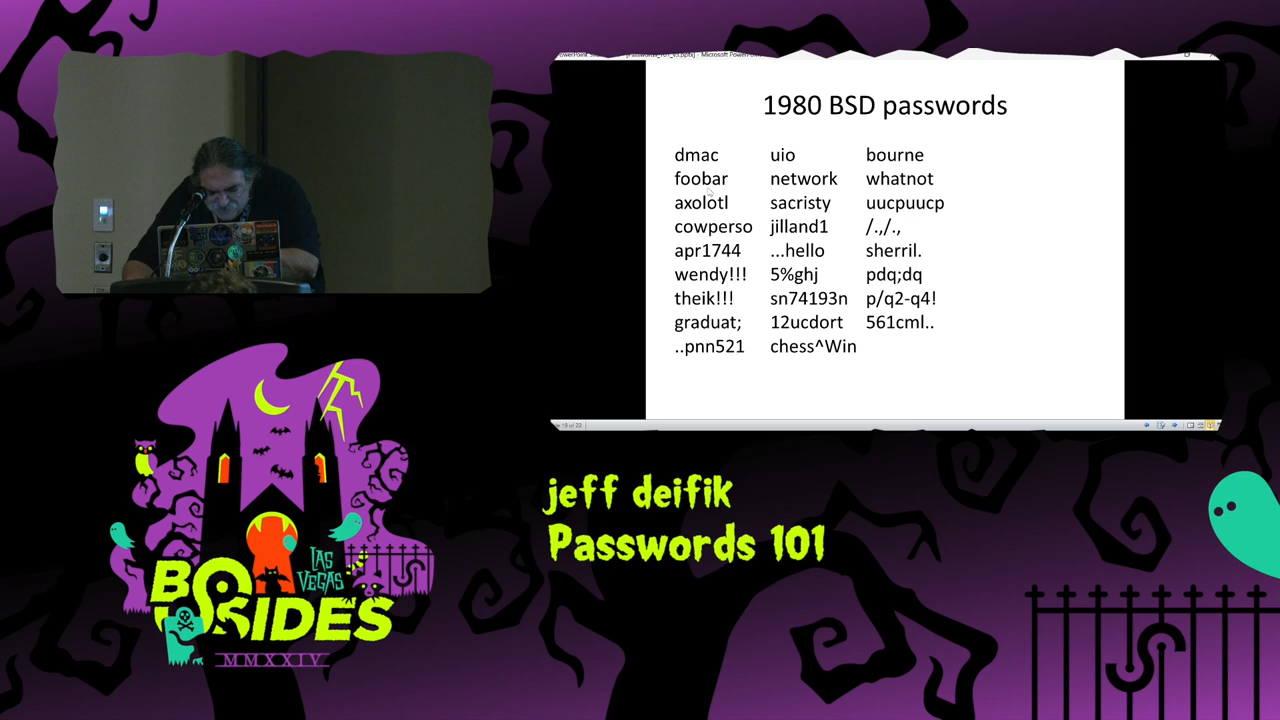 1980 BSD passwords
dmac uio bourne
foobar network whatnot
axolotl sacristy uucpuucp
cowperso jilland1 /.,/.,
apr1744 ...hello sherril.
wendy!!! 5%ghj pdq;dq
theik!!! sn74193n p/q2-q4!
graduat; 12ucdort 561cml..
..pnn521 chess^Win
jeff deifik
Passwords 101
LAS
VEGAS
BSIDES
MMXXIV